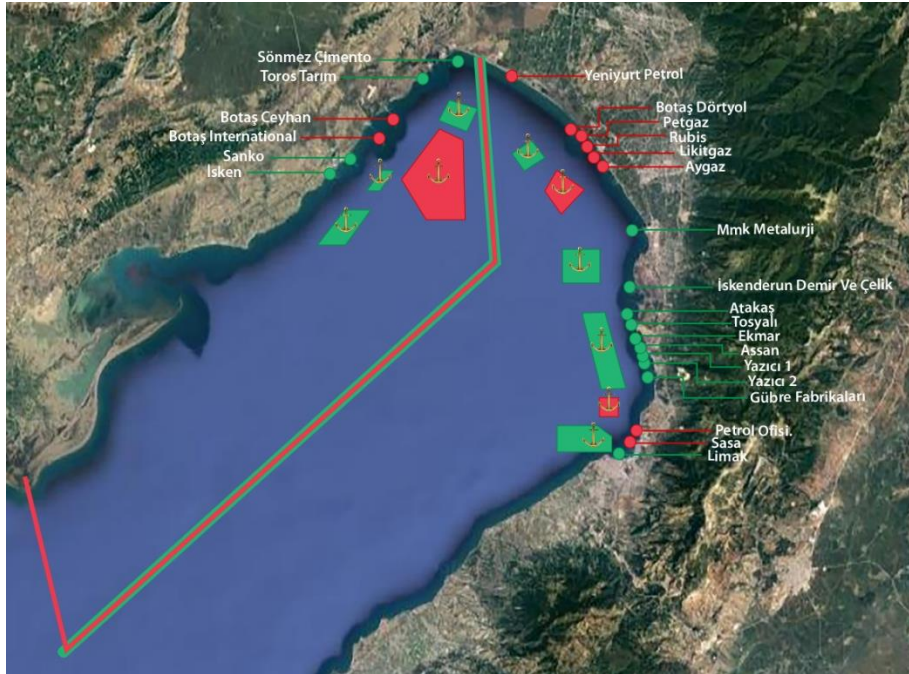 Sönmez Çimento
Toros Tarım
Botaş Ceyhan
Botaş International
Sanko
İsken
Yeniyurt Petrol
Botaş Dörtyol
Petgaz
Rubis
Likitgaz
Aygaz
Mmk Metalurji
İskenderun Demir Ve Çelik
Atakaş
Tosyalı
Ekmar
Assan
Yazıcı 1
Yazıcı 2
Gübre Fabrikaları
Petrol Ofisi.
Sasa
Limak